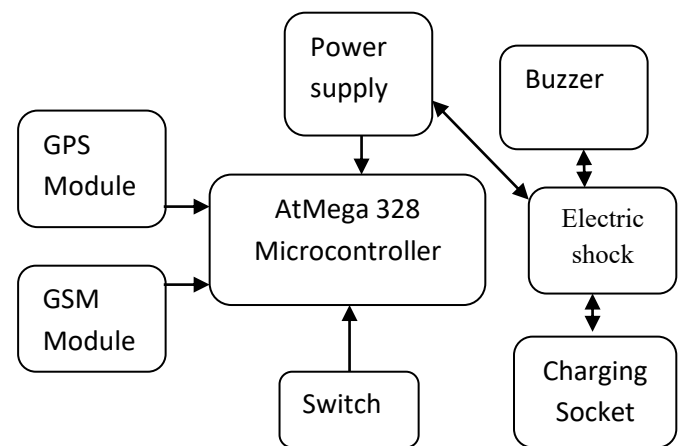 Power
supply
Buzzer
GPS
Module
AtMega 328
Microcontroller
Electric
shock
GSM
Module
Charging
Socket
Switch